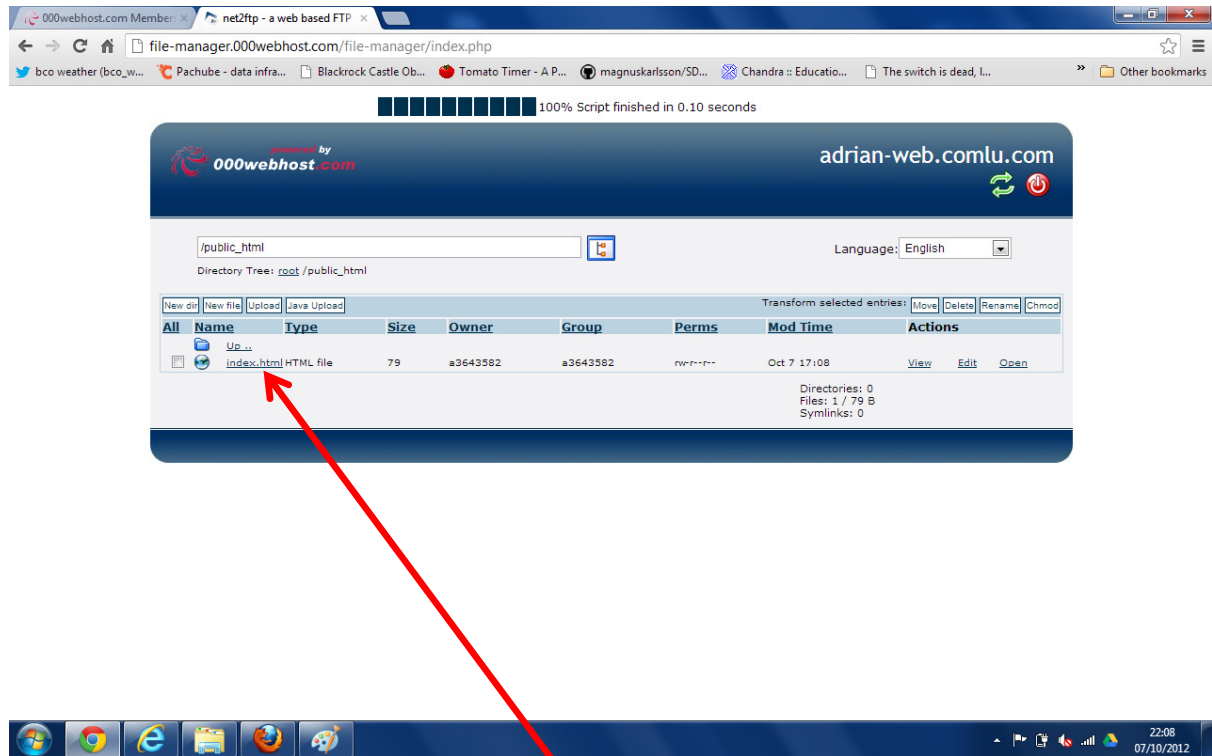 000webhost.com Member:
net2ftp - a web based FTP
file-manager.000webhost.com/file-manager/index.php
bco weather (bco_w...
Pachube - data infra...
Blackrock Castle Ob...
Tomato Timer - A P...
magnuskarlsson/SD...
Chandra :: Educatio...
The switch is dead, l...
»
Other bookmarks
100% Script finished in 0.10 seconds
powered by
000webhost.com
adrian-web.comlu.com
/public_html
Language: English
Directory Tree: root /public_html
New dir New file Upload Java Upload Transform selected entries: Move Delete Rename Chmod
All Name Type Size Owner Group Perms Mod Time Actions
Up ..
index.html HTML file 79 a3643582 a3643582 rw-r--r-- Oct 7 17:08 View Edit Open
Directories: 0
Files: 1 / 79 B
Symlinks: 0
22:08
07/10/2012